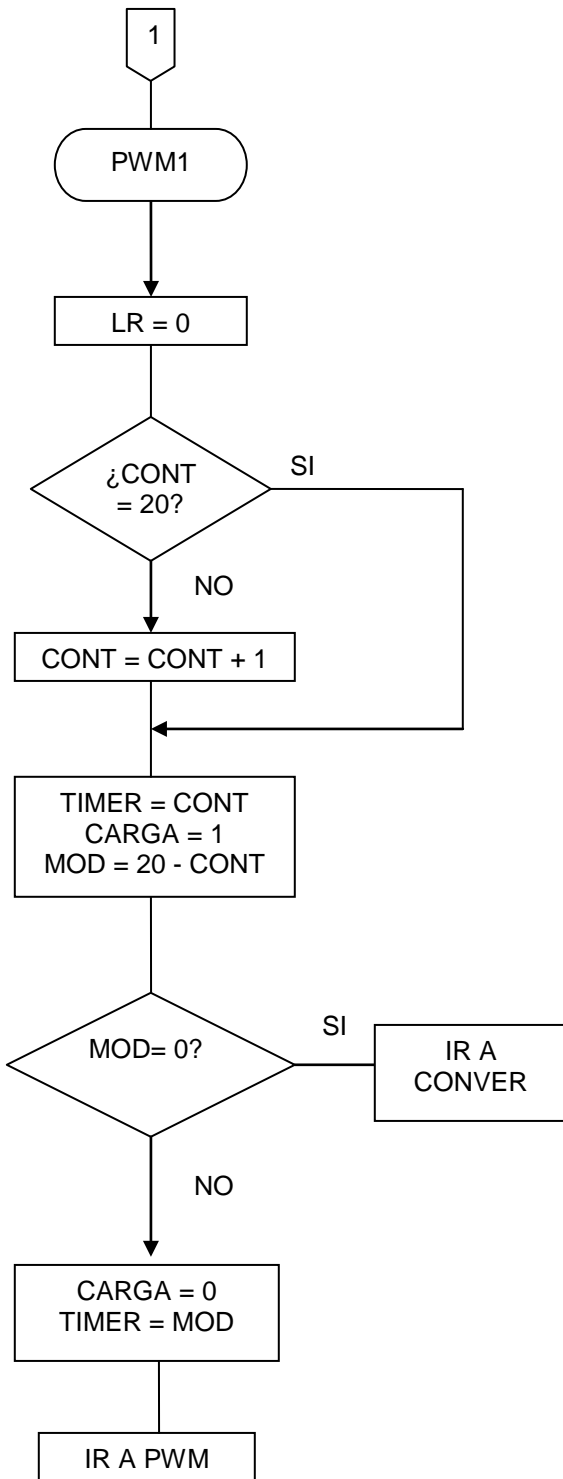 1
PWM1
LR = 0
¿CONT
= 20?
SI
NO
CONT = CONT + 1
TIMER = CONT
CARGA = 1
MOD = 20 - CONT
MOD= 0?
SI
IR A
CONVER
NO
CARGA = 0
TIMER = MOD
IR A PWM